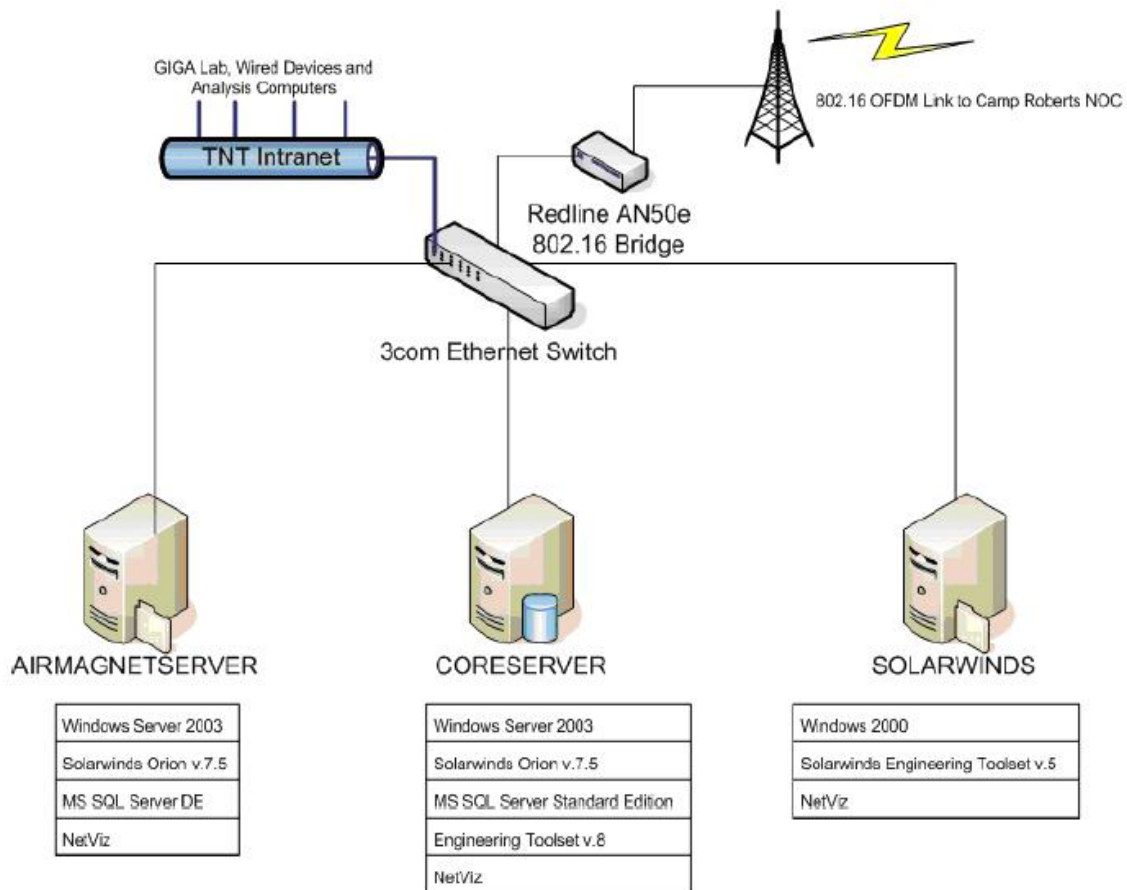 GIGA Lab, Wired Devices and
Analysis Computers
TNT Intranet
802.16 OFDM Link to Camp Roberts NOC
Redline AN50e
802.16 Bridge
3com Ethernet Switch
AIRMAGNETSERVER
Windows Server 2003
Solarwinds Orion v.7.5
MS SQL Server DE
NetViz
CORESERVER
Windows Server 2003
Solarwinds Orion v.7.5
MS SQL Server Standard Edition
Engineering Toolset v.8
NetViz
SOLARWINDS
Windows 2000
Solarwinds Engineering Toolset v.5
NetViz